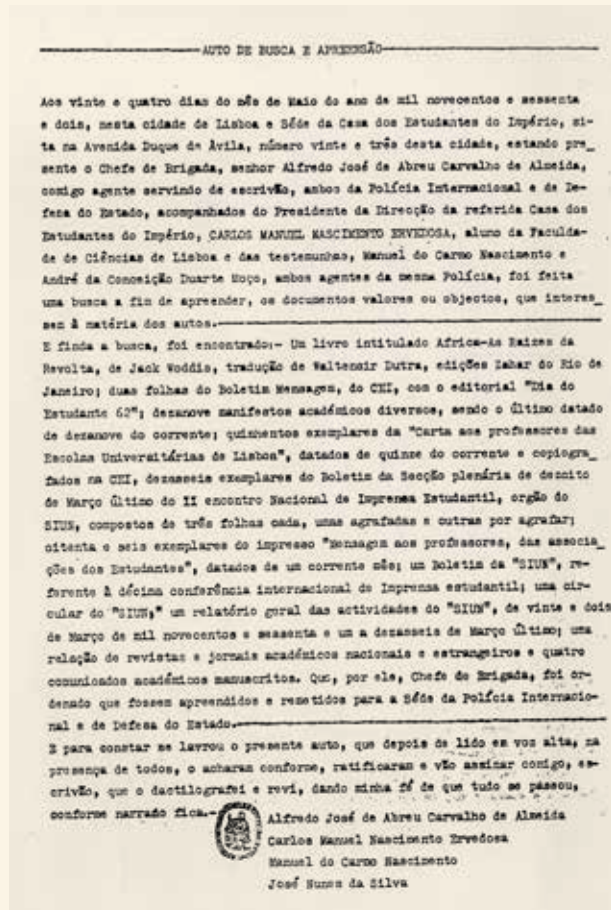 AUTO DE BUSCA E APREENSÃO
Aos vinte e quatro dias do mês de Maio do ano de mil novecentos e sessenta
e dois, nesta cidade de Lisboa e Séde da Casa dos Estudantes do Império, si-
ta na Avenida Duque de Ávila, número vinte e três desta cidade, estando pre_
sente o Chefe de Brigada, senhor Alfredo José de Abreu Carvalho de Almeida,
comigo agente servindo de escrivão, ambos da Polícia Internacional e de De-
fesa do Estado, acompanhados do Presidente da Direcção da referida Casa dos
Estudantes do Império, CARLOS MANUEL NASCIMENTO ERVEDOSA, aluno da Faculda-
de de Ciências de Lisboa e das testemunhas, Manuel do Carmo Nascimento e
André da Conceição Duarte Moço, ambos agentes da mesma Polícia, foi feita
uma busca a fim de apreender, os documentos valores ou objectos, que interes_
sem à matéria dos autos.
E finda a busca, foi encontrado:- Um livro intitulado Africa-As Raizes da
Revolta, de Jack Woddis, tradução de Waltensir Dutra, edições Zahar do Rio de
Janeiro; duas folhas do Boletim Mensagem, do CEI, com o editorial "Dia do
Estudante 62"; dezanove manifestos académicos diversos, sendo o último datado
de dezanove do corrente; quinhentos exemplares da "Carta aos professores das
Escolas Universitárias de Lisboa", datados de quinze do corrente e copiogra_
fados na CEI, dezasseis exemplares do Boletim da Secção plenária de dezoito
de Março último do II encontro Nacional de Imprensa Estudantil, orgão do
SIUN, compostos de três folhas cada, umas agrafadas e outras por agrafar;
oitenta e seis exemplares do impresso "Mensagem aos professores, das associa_
ções dos Estudantes", datados de um corrente mês; um Boletim da "SIUN", re-
ferente à décima conferência internacional de Imprensa estudantil; uma cir-
cular do "SIUN," um relatório geral das actividades do "SIUN", de vinte e dois
de Março de mil novecentos e sessenta e um a dezasseis de Março último; uma
relação de revistas e jornais académicos nacionais e estrangeiros e quatro
comunicados académicos manuscritos. Que, por ele, Chefe de Brigada, foi or-
denado que fossem apreendidos e remetidos para a Séde da Polícia Internacio-
nal e de Defesa do Estado.
E para constar se lavrou o presente auto, que depois de lido em voz alta, na
presença de todos, o acharam conforme, ratificaram e vão assinar comigo, es-
crivão, que o dactilografei e revi, dando minha fé de que tudo se passou,
conforme narrado fica.-
Alfredo José de Abreu Carvalho de Almeida
Carlos Manuel Nascimento Ervedosa
Manuel do Carmo Nascimento
José Nunes da Silva